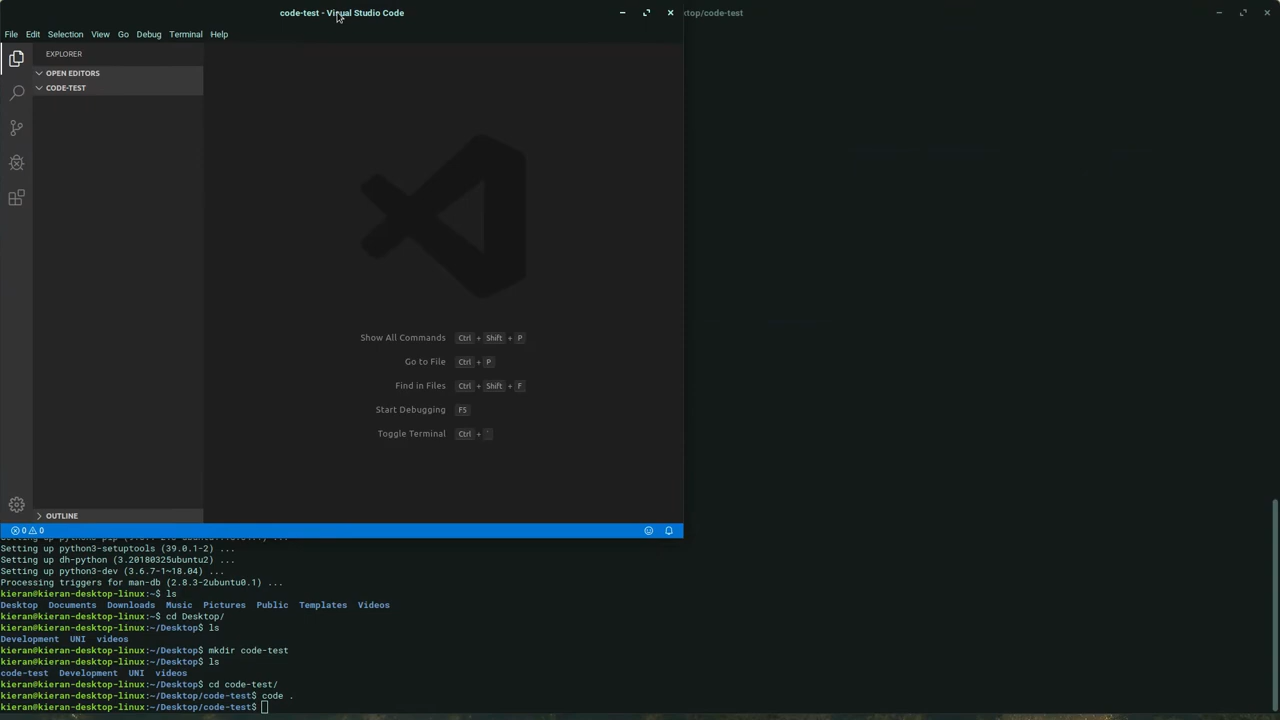 code-test - Visual Studio Code
ktop/code-test
File Edit Selection View Go Debug Terminal Help
EXPLORER
OPEN EDITORS
CODE-TEST
Show All Commands Ctrl + Shift + P
Go to File Ctrl + P
Find in Files Ctrl + Shift + F
Start Debugging F5
Toggle Terminal Ctrl + `
OUTLINE
0 0
Setting up python3-setuptools (39.0.1-2) ...
Setting up dh-python (3.20180325ubuntu2) ...
Setting up python3-dev (3.6.7-1~18.04) ...
Processing triggers for man-db (2.8.3-2ubuntu0.1) ...
kieran@kieran-desktop-linux:~$ ls
Desktop Documents Downloads Music Pictures Public Templates Videos
kieran@kieran-desktop-linux:~$ cd Desktop/
kieran@kieran-desktop-linux:~/Desktop$ ls
Development UNI videos
kieran@kieran-desktop-linux:~/Desktop$ mkdir code-test
kieran@kieran-desktop-linux:~/Desktop$ ls
code-test Development UNI videos
kieran@kieran-desktop-linux:~/Desktop$ cd code-test/
kieran@kieran-desktop-linux:~/Desktop/code-test$ code .
kieran@kieran-desktop-linux:~/Desktop/code-test$